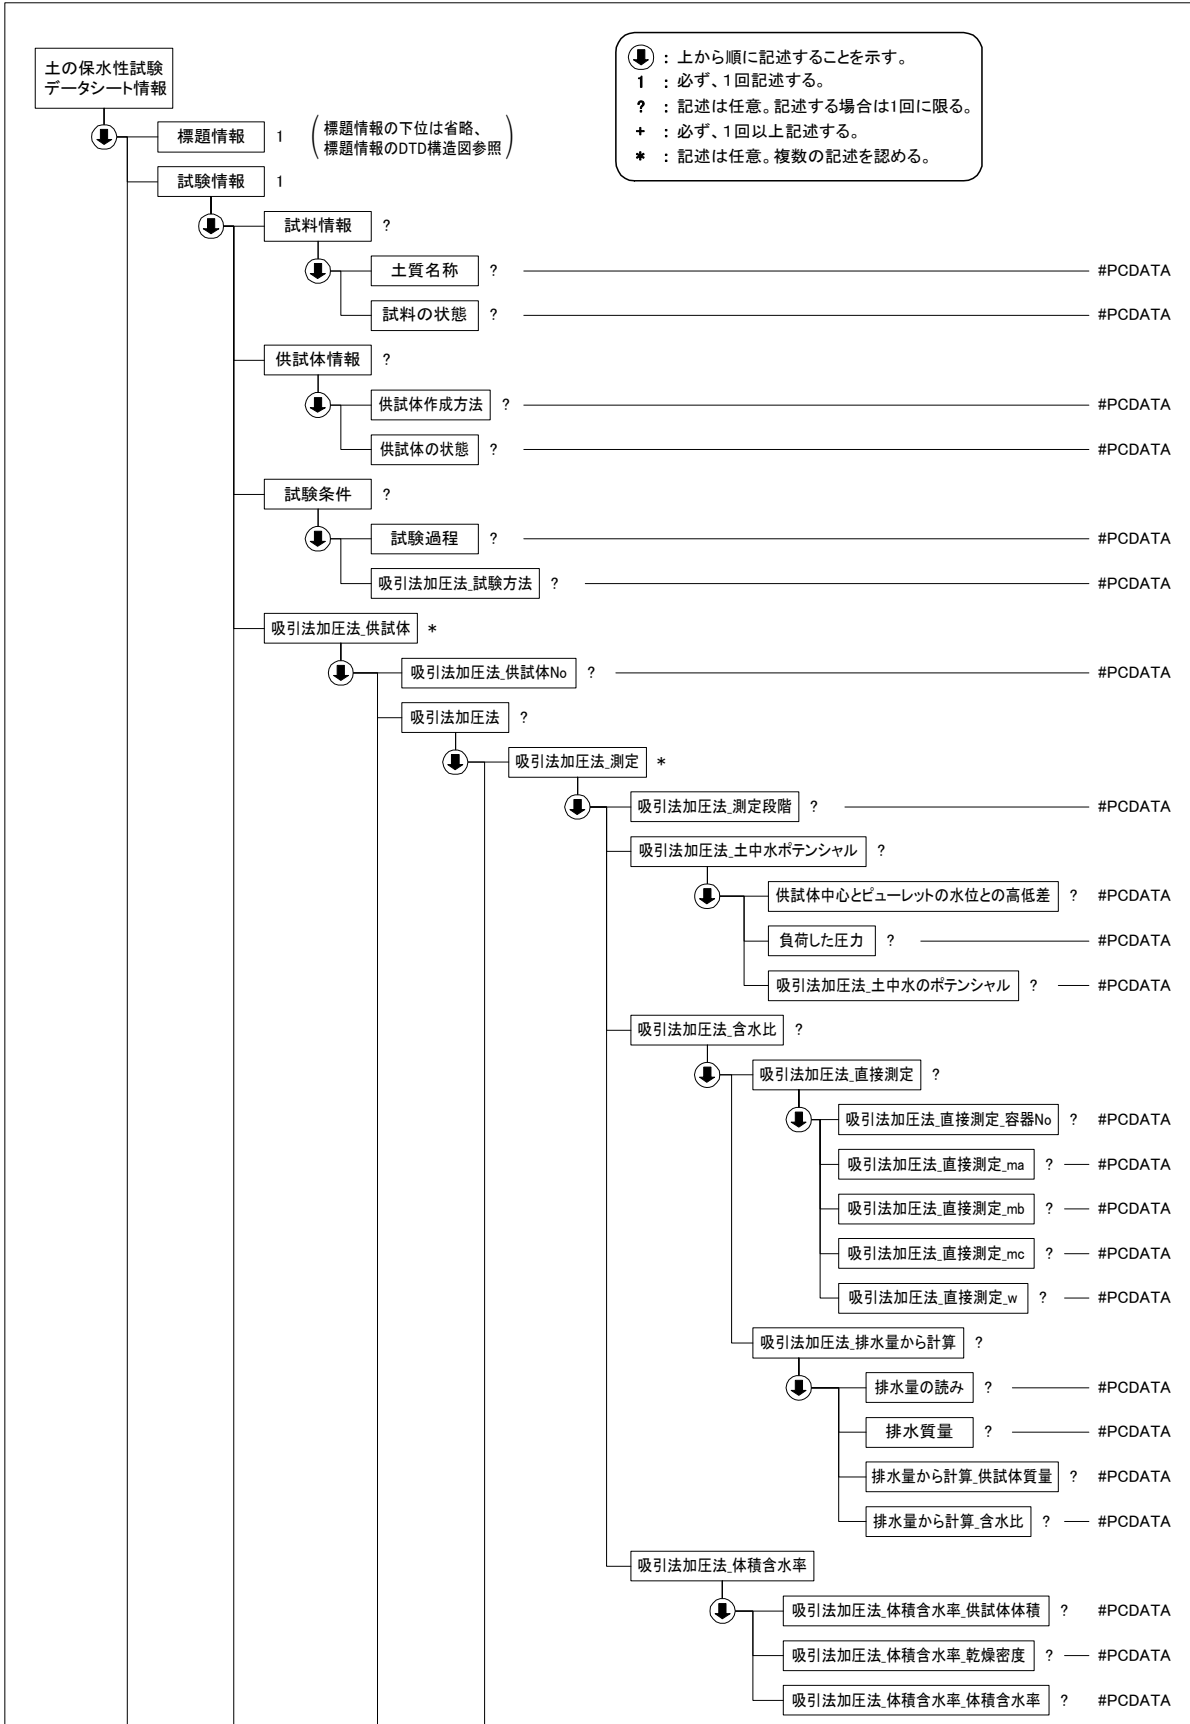 土の保水性試験
データシート情報
⬇ : 上から順に記述することを示す。
1 : 必ず、1回記述する。
? : 記述は任意。記述する場合は1回に限る。
+ : 必ず、1回以上記述する。
* : 記述は任意。複数の記述を認める。
標題情報 1 (標題情報の下位は省略、
標題情報のDTD構造図参照)
試験情報 1
試料情報 ?
土質名称 ? #PCDATA
試料の状態 ? #PCDATA
供試体情報 ?
供試体作成方法 ? #PCDATA
供試体の状態 ? #PCDATA
試験条件 ?
試験過程 ? #PCDATA
吸引法加圧法_試験方法 ? #PCDATA
吸引法加圧法_供試体 *
吸引法加圧法_供試体No ? #PCDATA
吸引法加圧法 ?
吸引法加圧法_測定 *
吸引法加圧法_測定段階 ? #PCDATA
吸引法加圧法_土中水ポテンシャル ?
供試体中心とピューレットの水位との高低差 ? #PCDATA
負荷した圧力 ? #PCDATA
吸引法加圧法_土中水のポテンシャル ? #PCDATA
吸引法加圧法_含水比 ?
吸引法加圧法_直接測定 ?
吸引法加圧法_直接測定_容器No ? #PCDATA
吸引法加圧法_直接測定_ma ? #PCDATA
吸引法加圧法_直接測定_mb ? #PCDATA
吸引法加圧法_直接測定_mc ? #PCDATA
吸引法加圧法_直接測定_w ? #PCDATA
吸引法加圧法_排水量から計算 ?
排水量の読み ? #PCDATA
排水質量 ? #PCDATA
排水量から計算_供試体質量 ? #PCDATA
排水量から計算_含水比 ? #PCDATA
吸引法加圧法_体積含水率
吸引法加圧法_体積含水率_供試体体積 ? #PCDATA
吸引法加圧法_体積含水率_乾燥密度 ? #PCDATA
吸引法加圧法_体積含水率_体積含水率 ? #PCDATA